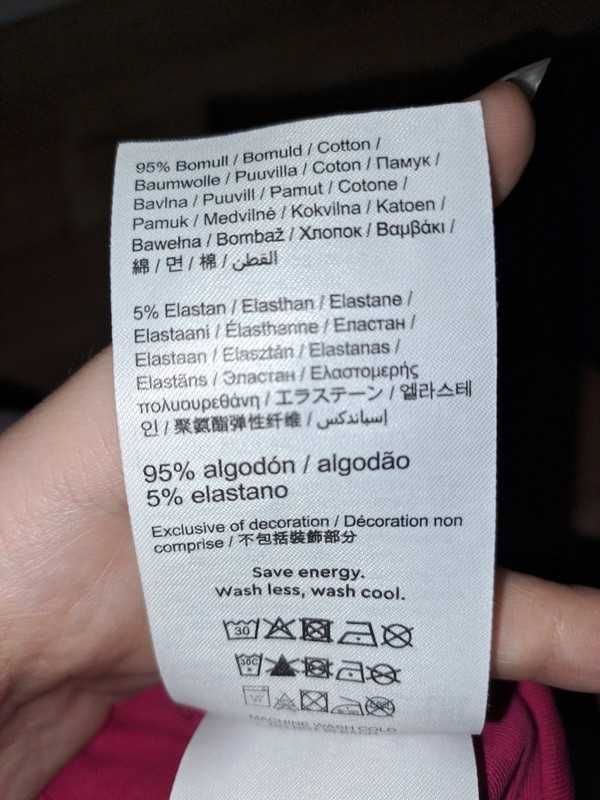 95% Bomull / Bomuld / Cotton /
Baumwolle / Puuvilla / Coton / Памук /
Bavlna / Puuvill / Pamut / Cotone /
Pamuk / Medvilnė / Kokvilna / Katoen /
Bawełna / Bombaž / Хлопок / Βαμβάκι /
綿 / 면 / 棉 / القطن
5% Elastan / Elasthan / Elastane /
Elastaani / Élasthanne / Еластан /
Elastaan / Elasztán / Elastanas /
Elastāns / Эластан / Ελαστομερής
πολυουρεθάνη / エラステーン / 엘라스테
인 / 聚氨酯弹性纤维 / إسباندكس
95% algodón / algodão
5% elastano
Exclusive of decoration / Décoration non
comprise / 不包括裝飾部分
Save energy.
Wash less, wash cool.
30
30C
MACHINE WASH COLD